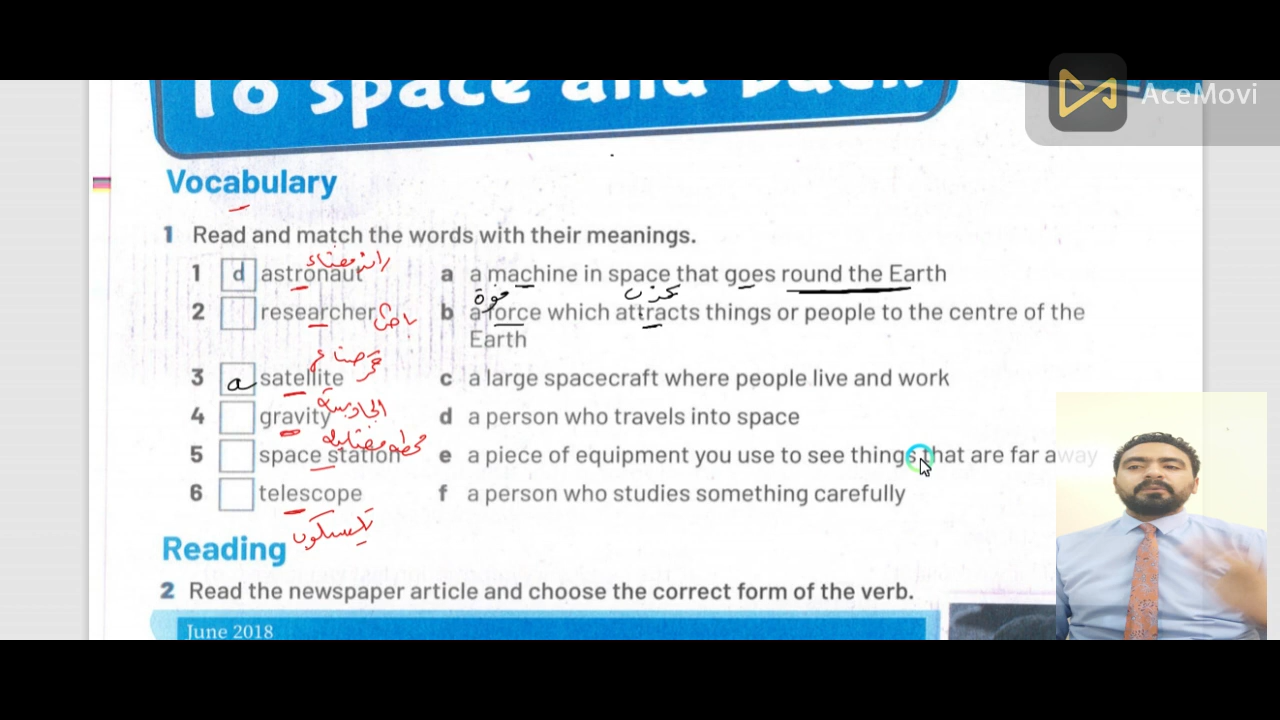 To space and back
AceMovi
Vocabulary
1 Read and match the words with their meanings.
1 d astronaut رائد فضاء
a a machine in space that goes round the Earth
2 researcher باحث
قوة يجذب
b a force which attracts things or people to the centre of the
Earth
قمر صناعي
3 a satellite
c a large spacecraft where people live and work
4 gravity الجاذبية
d a person who travels into space
5 space station محطه فضائيه
e a piece of equipment you use to see things that are far away
6 telescope
f a person who studies something carefully
تليسكوب
Reading
2 Read the newspaper article and choose the correct form of the verb.
June 2018